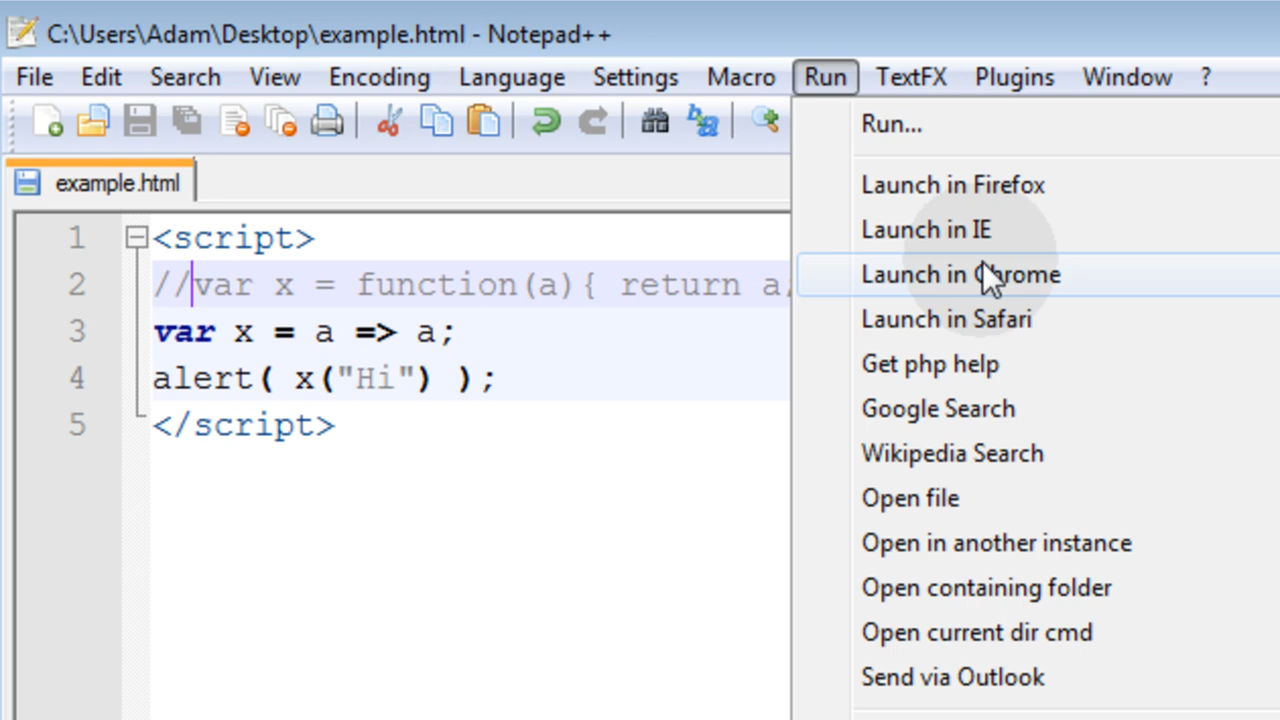 C:\Users\Adam\Desktop\example.html - Notepad++
File Edit Search View Encoding Language Settings Macro Run TextFX Plugins Window ?
example.html
1 <script>
2 //var x = function(a){ return a;
3 var x = a => a;
4 alert( x("Hi") );
5 </script>
Run...
Launch in Firefox
Launch in IE
Launch in Chrome
Launch in Safari
Get php help
Google Search
Wikipedia Search
Open file
Open in another instance
Open containing folder
Open current dir cmd
Send via Outlook